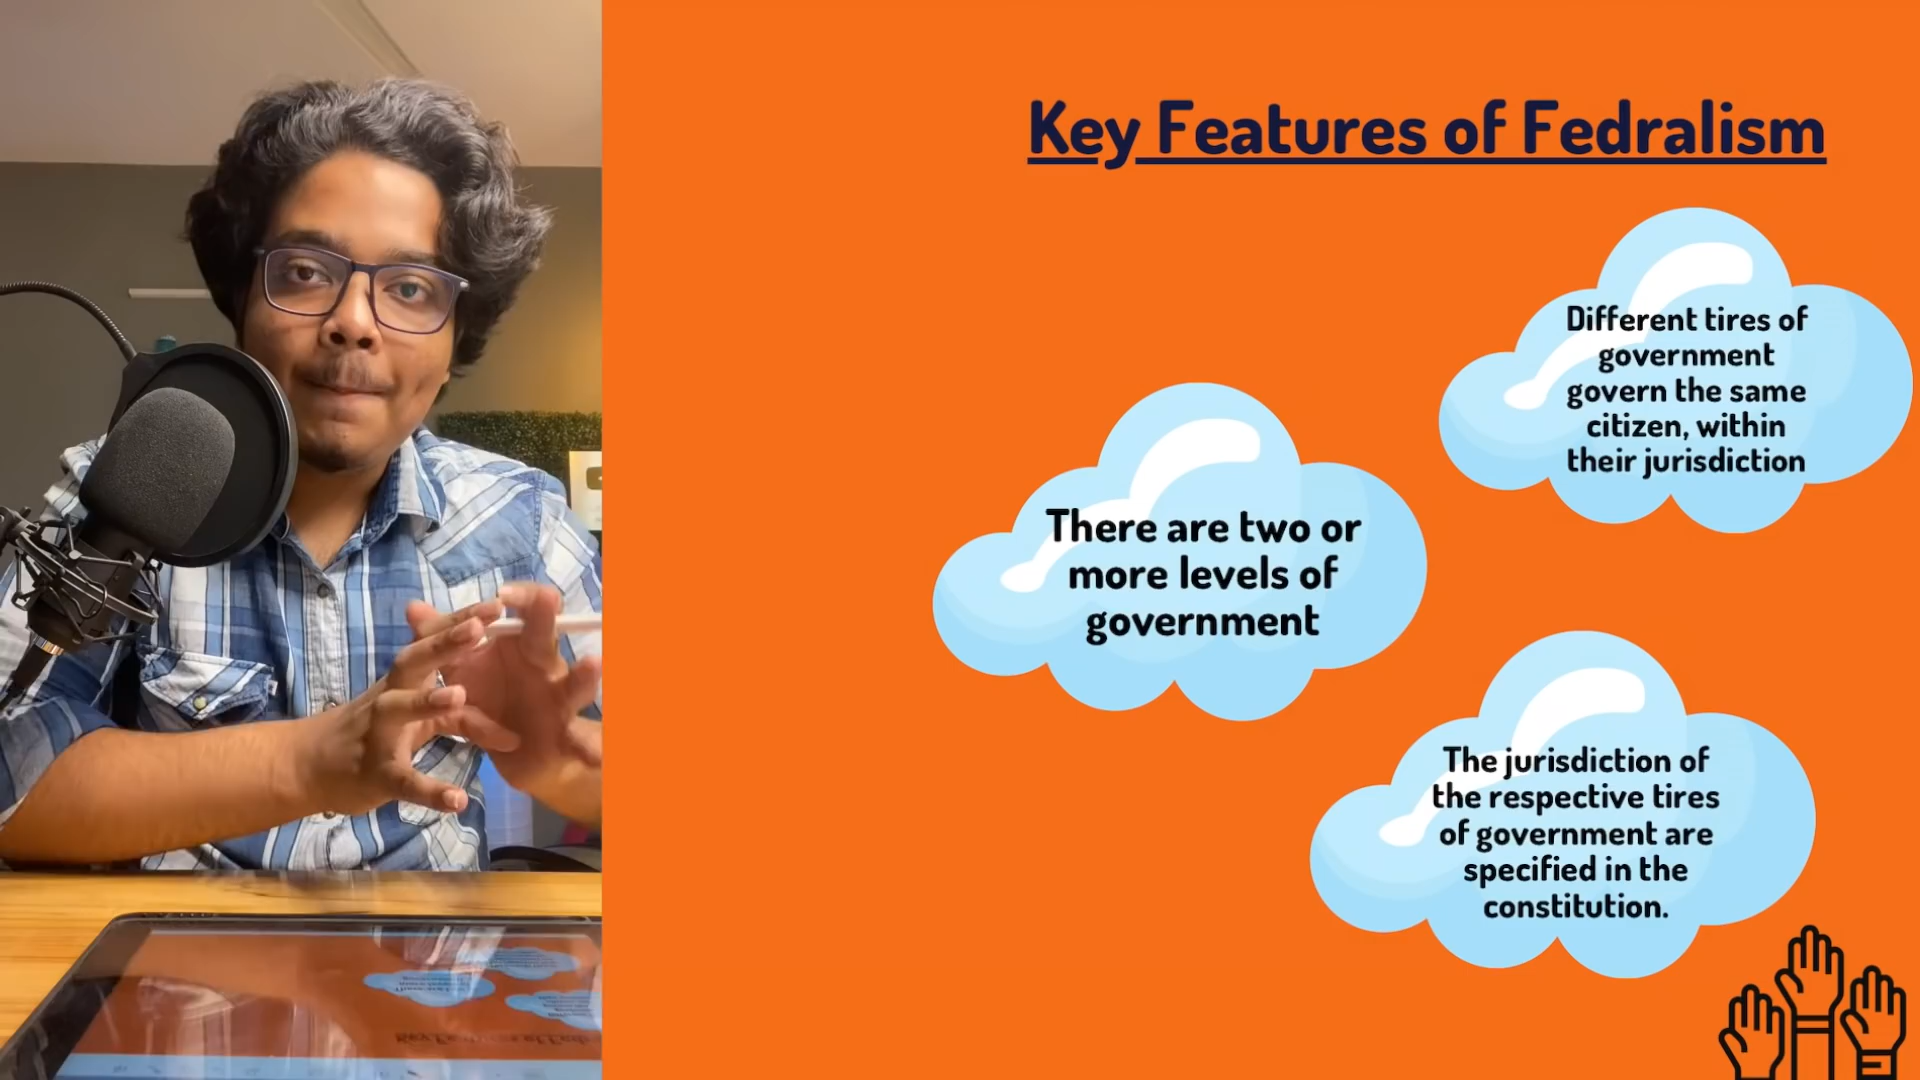 Key Features of Fedralism
Different tires of
government
govern the same
citizen, within
their jurisdiction
There are two or
more levels of
government
The jurisdiction of
the respective tires
of government are
specified in the
constitution.